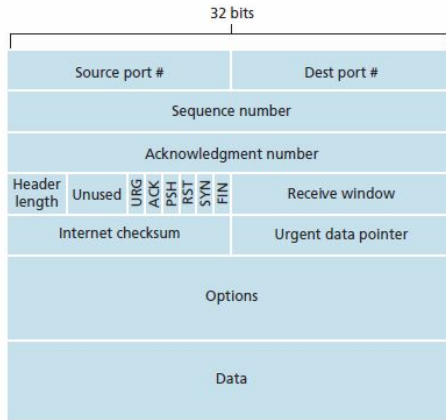 32 bits
Source port #
Dest port #
Sequence number
Acknowledgment number
Header
length
Unused
URG
ACK
PSH
RST
SYN
FIN
Receive window
Internet checksum
Urgent data pointer
Options
Data